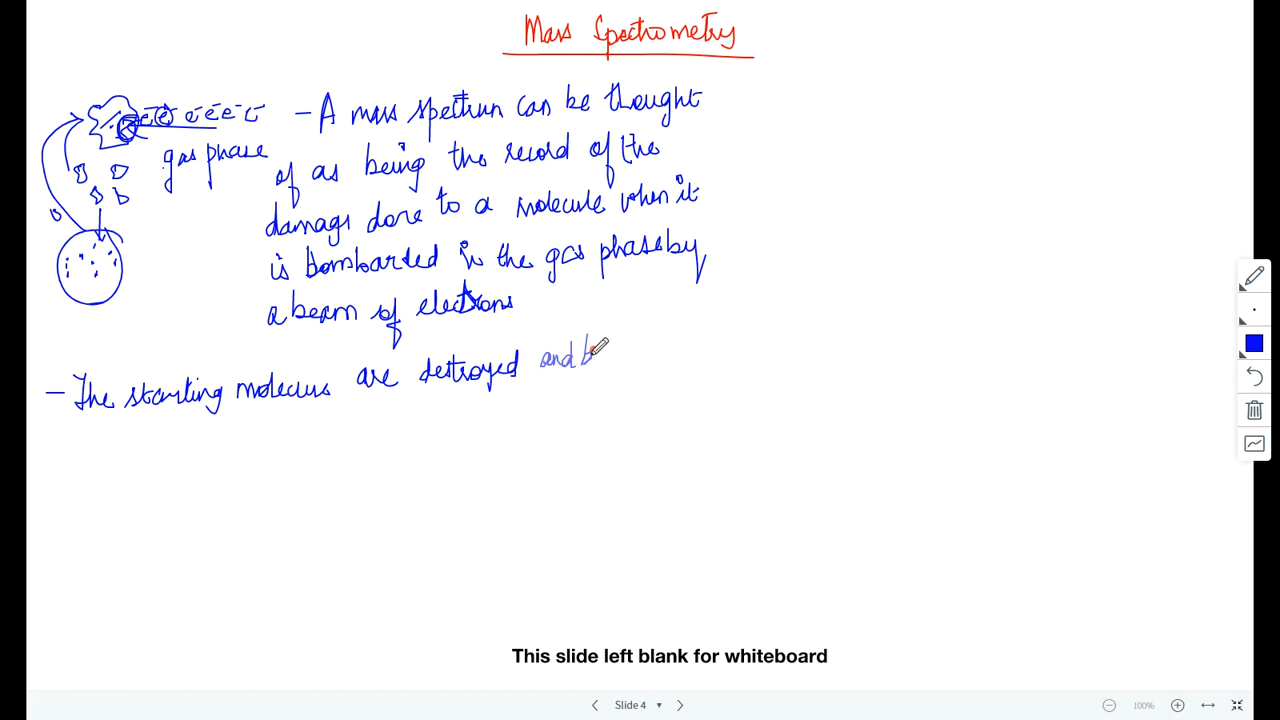 Mass Spectrometry
e e e e e e
gas phase
- A mass spectrum can be thought
of as being the record of the
damage done to a molecule when it
is bombarted in the gas phase by
a beam of electrons
- The starting molecules are destroyed and b
This slide left blank for whiteboard
Slide 4
100%